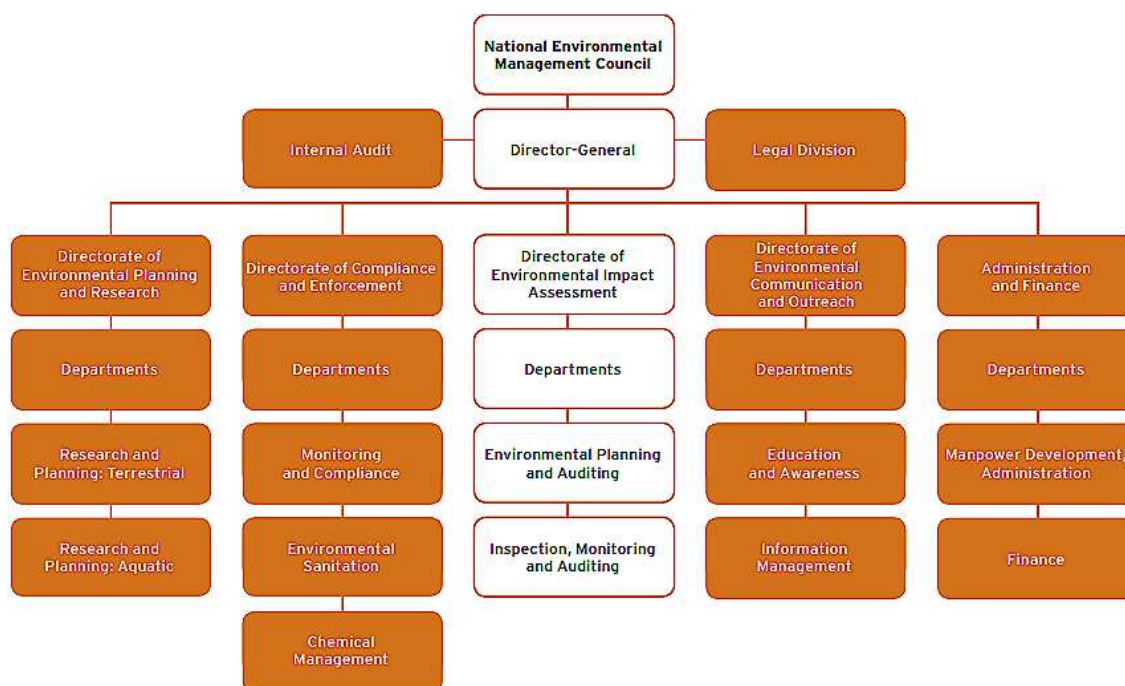 National Environmental
Management Council
Internal Audit
Director-General
Legal Division
Directorate of
Environmental Planning
and Research
Directorate of Compliance
and Enforcement
Directorate of
Environmental Impact
Assessment
Directorate of
Environmental
Communication
and Outreach
Administration
and Finance
Departments
Departments
Departments
Departments
Departments
Research and
Planning: Terrestrial
Monitoring
and Compliance
Environmental Planning
and Auditing
Education
and Awareness
Manpower Development,
Administration
Research and
Planning: Aquatic
Environmental
Sanitation
Inspection, Monitoring
and Auditing
Information
Management
Finance
Chemical
Management